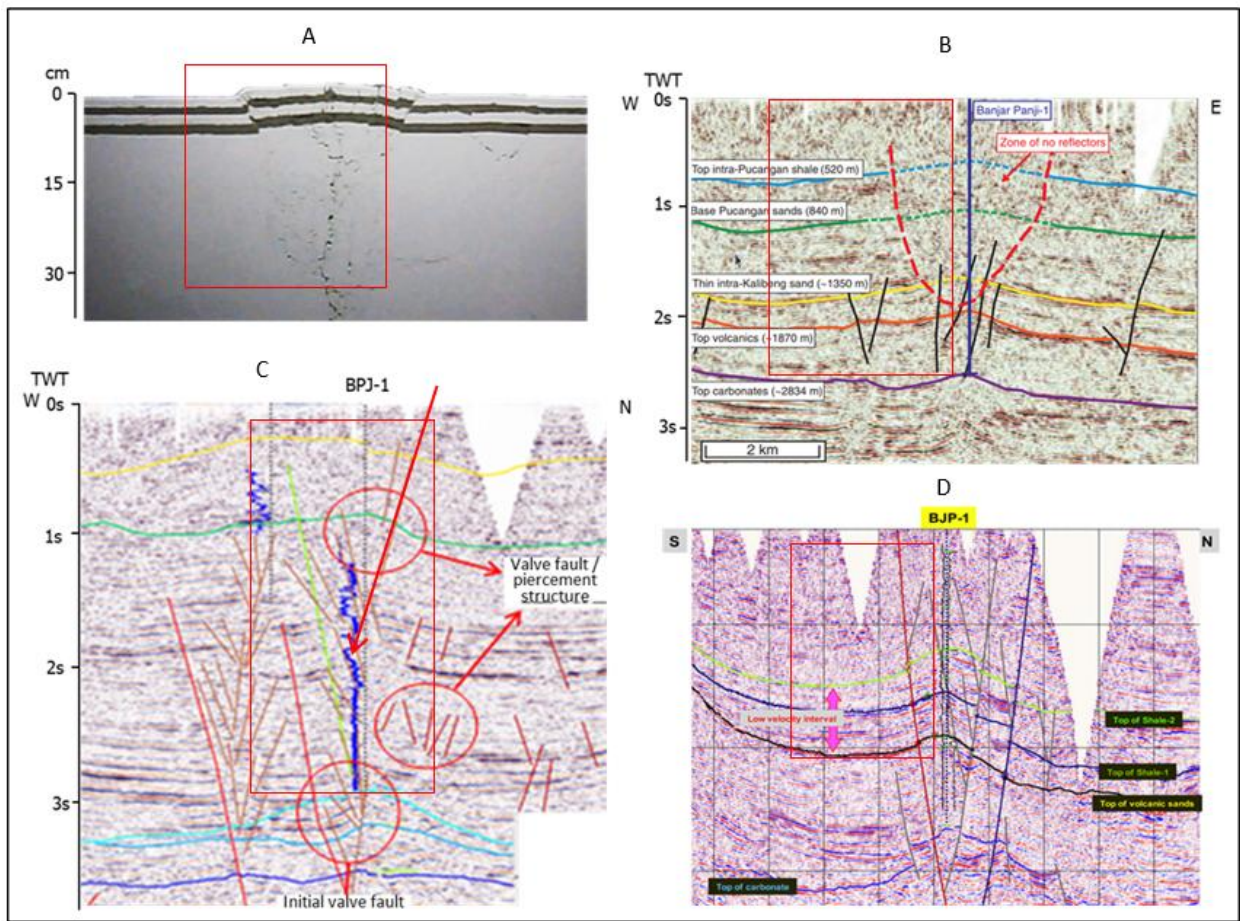 A
cm
0
15
30
B
TWT
W
0s
E
Banjar Panji-1
Zone of no reflectors
Top intra-Pucangan shale (520 m)
1s
Base Pucangan sands (840 m)
Thin intra-Kalibeng sand (~1350 m)
2s
Top volcanics (~1870 m)
Top carbonates (~2834 m)
3s
2 km
C
TWT
W
0s
BPJ-1
N
1s
Valve fault /
piercement
structure
2s
3s
Initial valve fault
D
BJP-1
S
N
Low velocity interval
Top of Shale-2
Top of Shale-1
Top of volcanic sands
Top of carbonate